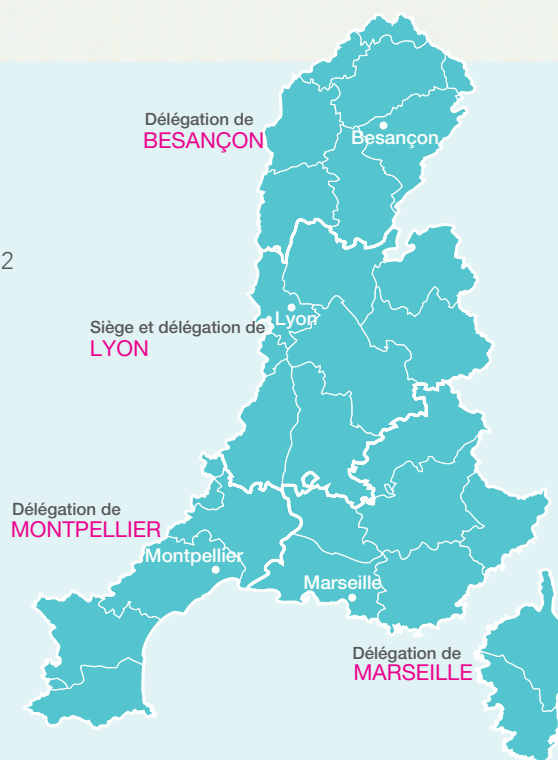 Délégation de
BESANÇON
Besançon
2
Lyon
Siège et délégation de
LYON
Délégation de
MONTPELLIER
Montpellier
Marseille
Délégation de
MARSEILLE